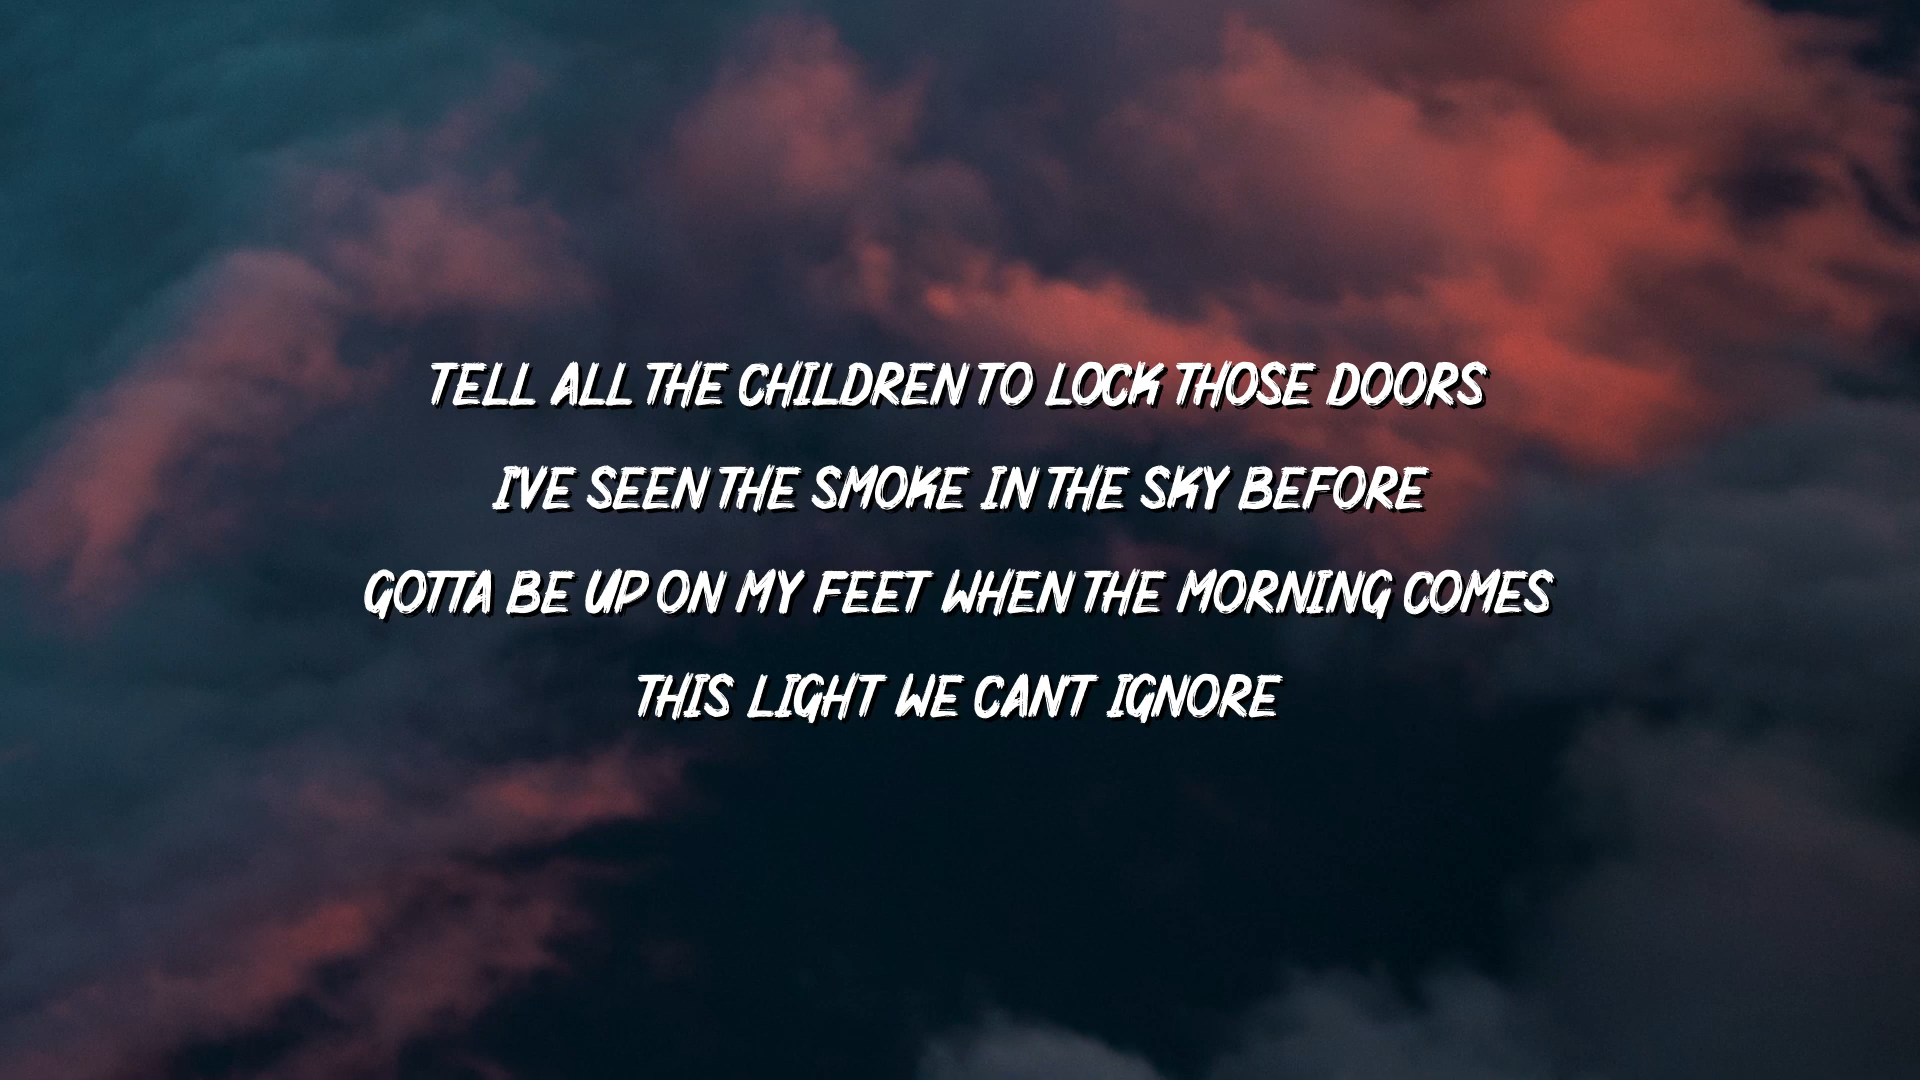 TELL ALL THE CHILDREN TO LOCK THOSE DOORS
I'VE SEEN THE SMOKE IN THE SKY BEFORE
GOTTA BE UP ON MY FEET WHEN THE MORNING COMES
THIS LIGHT WE CANT IGNORE